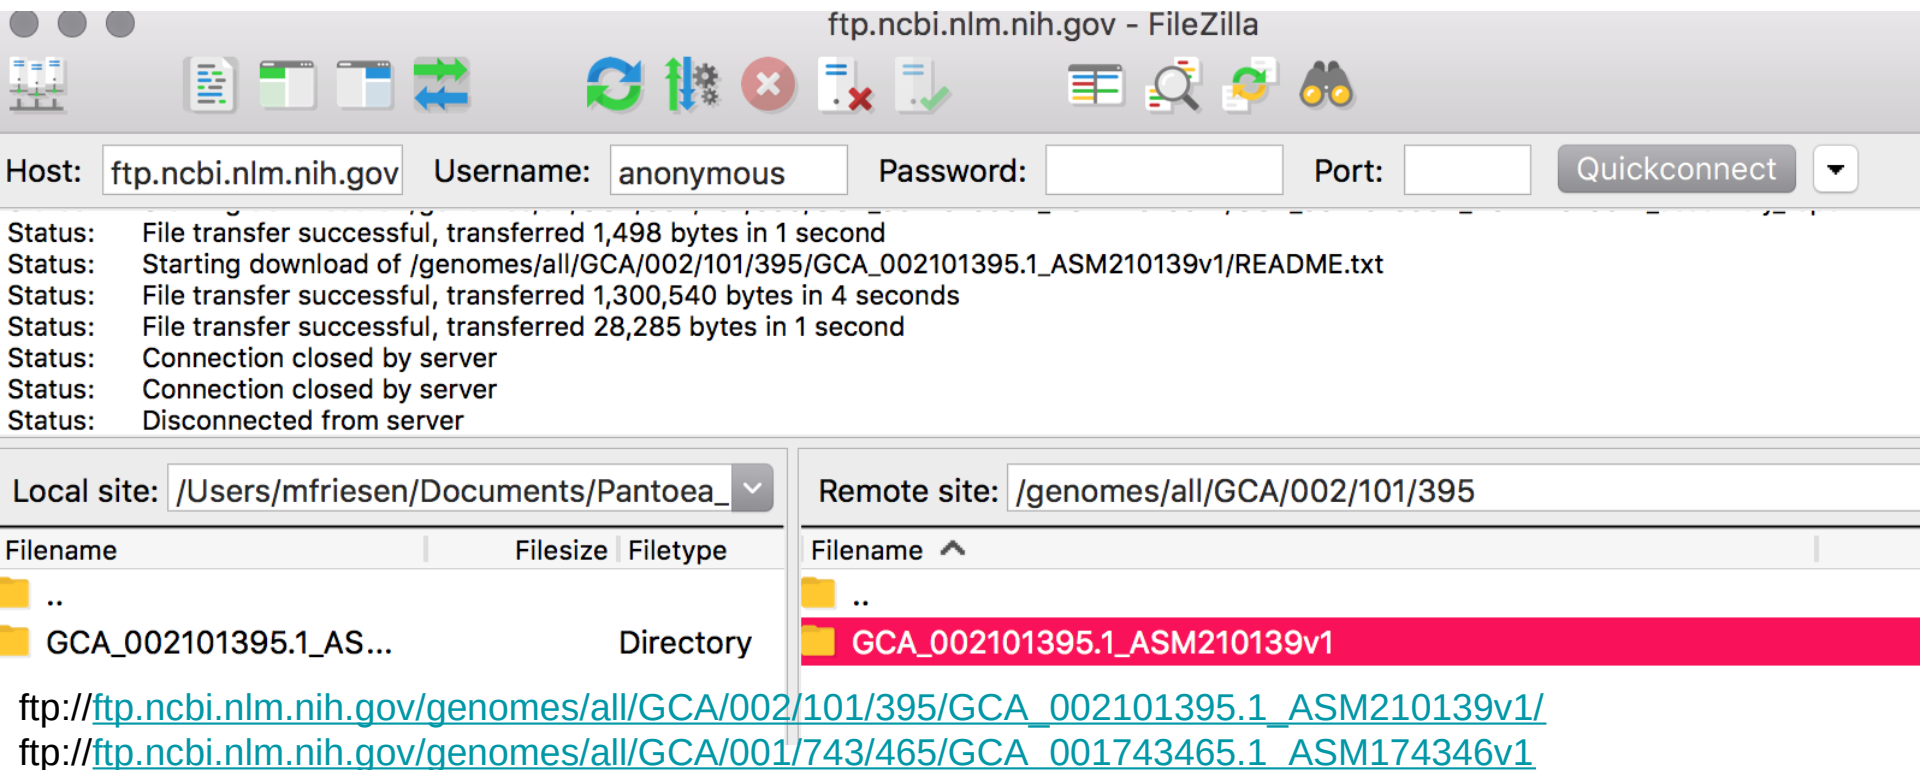 ftp.ncbi.nlm.nih.gov - FileZilla
Host: ftp.ncbi.nlm.nih.gov Username: anonymous Password: Port: Quickconnect
Status: File transfer successful, transferred 1,498 bytes in 1 second
Status: Starting download of /genomes/all/GCA/002/101/395/GCA_002101395.1_ASM210139v1/README.txt
Status: File transfer successful, transferred 1,300,540 bytes in 4 seconds
Status: File transfer successful, transferred 28,285 bytes in 1 second
Status: Connection closed by server
Status: Connection closed by server
Status: Disconnected from server
Local site: /Users/mfriesen/Documents/Pantoea_ Remote site: /genomes/all/GCA/002/101/395
Filename Filesize Filetype Filename
.. ..
GCA_002101395.1_AS... Directory GCA_002101395.1_ASM210139v1
ftp://ftp.ncbi.nlm.nih.gov/genomes/all/GCA/002/101/395/GCA_002101395.1_ASM210139v1/
ftp://ftp.ncbi.nlm.nih.gov/genomes/all/GCA/001/743/465/GCA_001743465.1_ASM174346v1